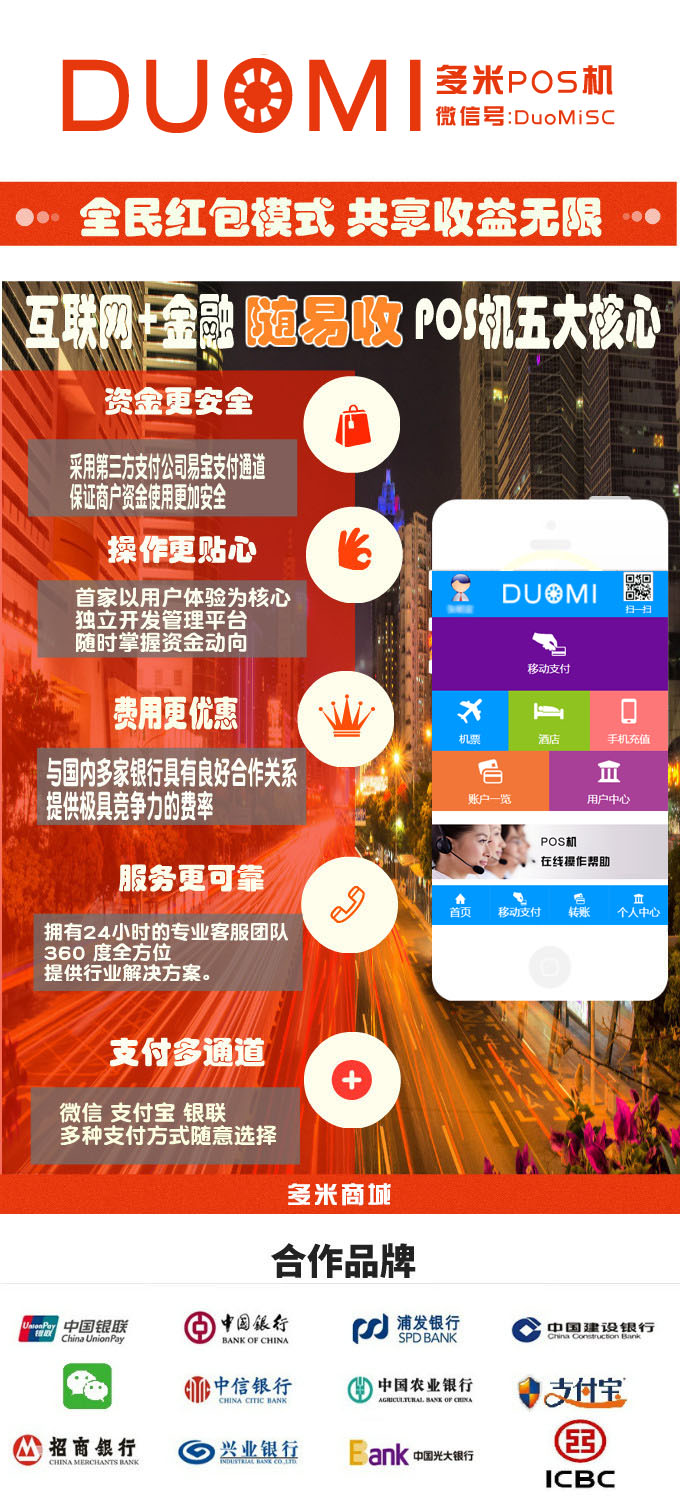 DUOMI
多米POS机
微信号:DuoMiSC
全民红包模式 共享收益无限
互联网+金融 随易收 POS机五大核心
资金更安全
采用第三方支付公司易宝支付通道
保证商户资金使用更加安全
操作更贴心
首家以用户体验为核心
独立开发管理平台
随时掌握资金动向
费用更优惠
与国内多家银行具有良好合作关系
提供极具竞争力的费率
服务更可靠
拥有24小时的专业客服团队
360 度全方位
提供行业解决方案。
支付多通道
微信 支付宝 银联
多种支付方式随意选择
DUOMI
扫一扫
移动支付
机票
酒店
手机充值
账户一览
用户中心
POS机
在线操作帮助
首页
移动支付
转账
个人中心
多米商城
合作品牌
UnionPay
银联
中国银联
China UnionPay
中国银行
BANK OF CHINA
浦发银行
SPD BANK
中国建设银行
China Construction Bank
中信银行
CHINA CITIC BANK
中国农业银行
AGRICULTURAL BANK OF CHINA
支付宝
招商银行
CHINA MERCHANTS BANK
兴业银行
INDUSTRIAL BANK CO.,LTD.
Bank 中国光大银行
ICBC